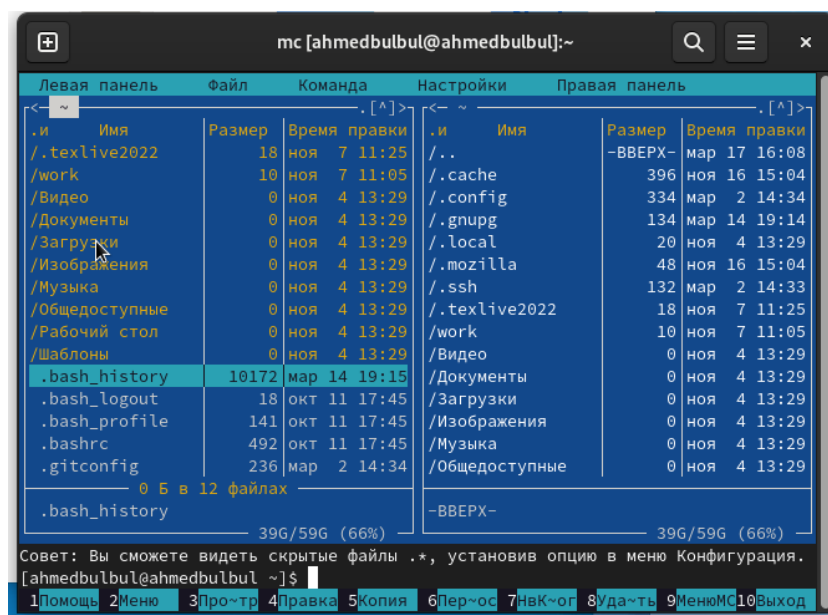 mc [ahmedbulbul@ahmedbulbul]:~
Левая панель Файл Команда Настройки Правая панель
<— ~ .[^]> <— ~ .[^]>
.и Имя Размер Время правки .и Имя Размер Время правки
/.texlive2022 18 ноя 7 11:25 /.. -ВВЕРХ- мар 17 16:08
/work 10 ноя 7 11:05 /.cache 396 ноя 16 15:04
/Видео 0 ноя 4 13:29 /.config 334 мар 2 14:34
/Документы 0 ноя 4 13:29 /.gnupg 134 мар 14 19:14
/Загрузки 0 ноя 4 13:29 /.local 20 ноя 4 13:29
/Изображения 0 ноя 4 13:29 /.mozilla 48 ноя 16 15:04
/Музыка 0 ноя 4 13:29 /.ssh 132 мар 2 14:33
/Общедоступные 0 ноя 4 13:29 /.texlive2022 18 ноя 7 11:25
/Рабочий стол 0 ноя 4 13:29 /work 10 ноя 7 11:05
/Шаблоны 0 ноя 4 13:29 /Видео 0 ноя 4 13:29
.bash_history 10172 мар 14 19:15 /Документы 0 ноя 4 13:29
.bash_logout 18 окт 11 17:45 /Загрузки 0 ноя 4 13:29
.bash_profile 141 окт 11 17:45 /Изображения 0 ноя 4 13:29
.bashrc 492 окт 11 17:45 /Музыка 0 ноя 4 13:29
.gitconfig 236 мар 2 14:34 /Общедоступные 0 ноя 4 13:29
0 Б в 12 файлах
.bash_history -ВВЕРХ-
39G/59G (66%) 39G/59G (66%)
Совет: Вы сможете видеть скрытые файлы .*, установив опцию в меню Конфигурация.
[ahmedbulbul@ahmedbulbul ~]$
1Помощь 2Меню 3Про~тр 4Правка 5Копия 6Пер~ос 7НвК~ог 8Уда~ть 9МенюMC 10Выход